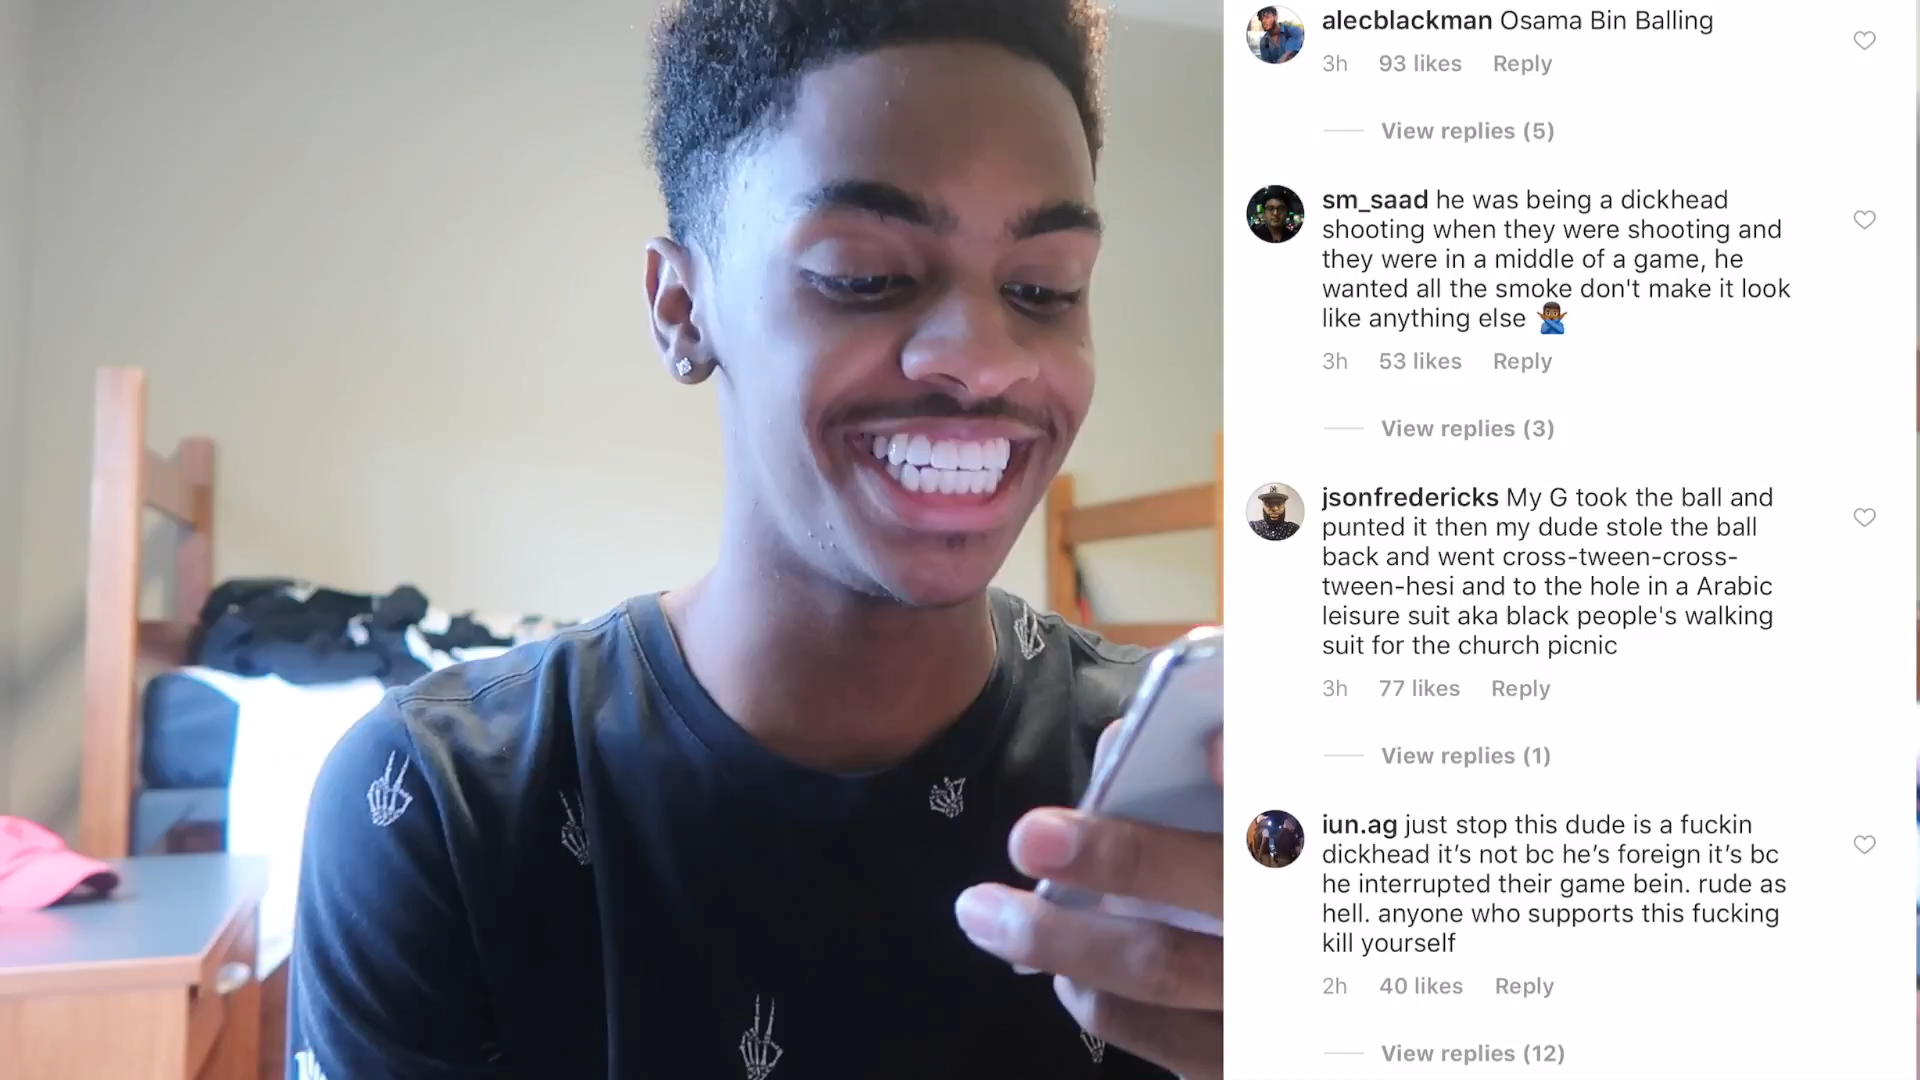 alecblackman Osama Bin Balling
3h 93 likes Reply
View replies (5)
sm_saad he was being a dickhead
shooting when they were shooting and
they were in a middle of a game, he
wanted all the smoke don't make it look
like anything else 🙅🏾‍♂️
3h 53 likes Reply
View replies (3)
jsonfredericks My G took the ball and
punted it then my dude stole the ball
back and went cross-tween-cross-
tween-hesi and to the hole in a Arabic
leisure suit aka black people's walking
suit for the church picnic
3h 77 likes Reply
View replies (1)
iun.ag just stop this dude is a fuckin
dickhead it’s not bc he’s foreign it’s bc
he interrupted their game bein. rude as
hell. anyone who supports this fucking
kill yourself
2h 40 likes Reply
View replies (12)